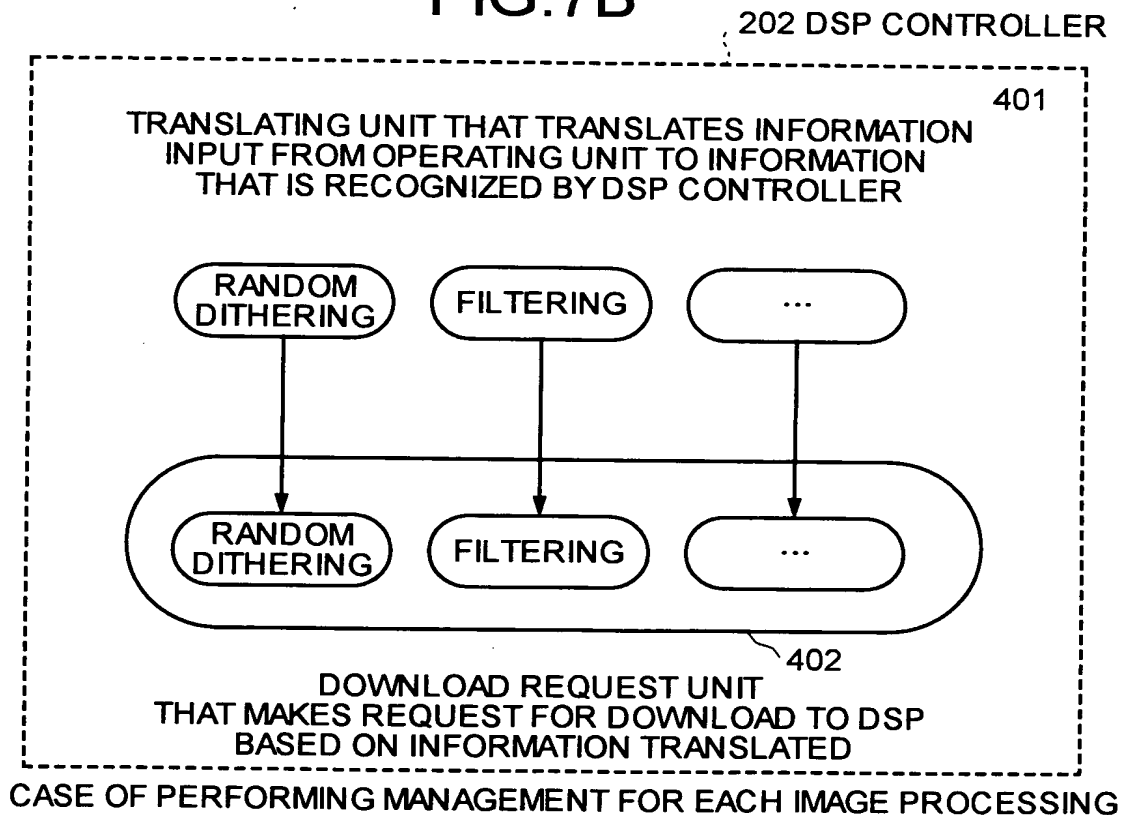 FIG.7B
202 DSP CONTROLLER
401
TRANSLATING UNIT THAT TRANSLATES INFORMATION
INPUT FROM OPERATING UNIT TO INFORMATION
THAT IS RECOGNIZED BY DSP CONTROLLER
RANDOM
DITHERING
FILTERING
...
RANDOM
DITHERING
FILTERING
...
402
DOWNLOAD REQUEST UNIT
THAT MAKES REQUEST FOR DOWNLOAD TO DSP
BASED ON INFORMATION TRANSLATED
CASE OF PERFORMING MANAGEMENT FOR EACH IMAGE PROCESSING